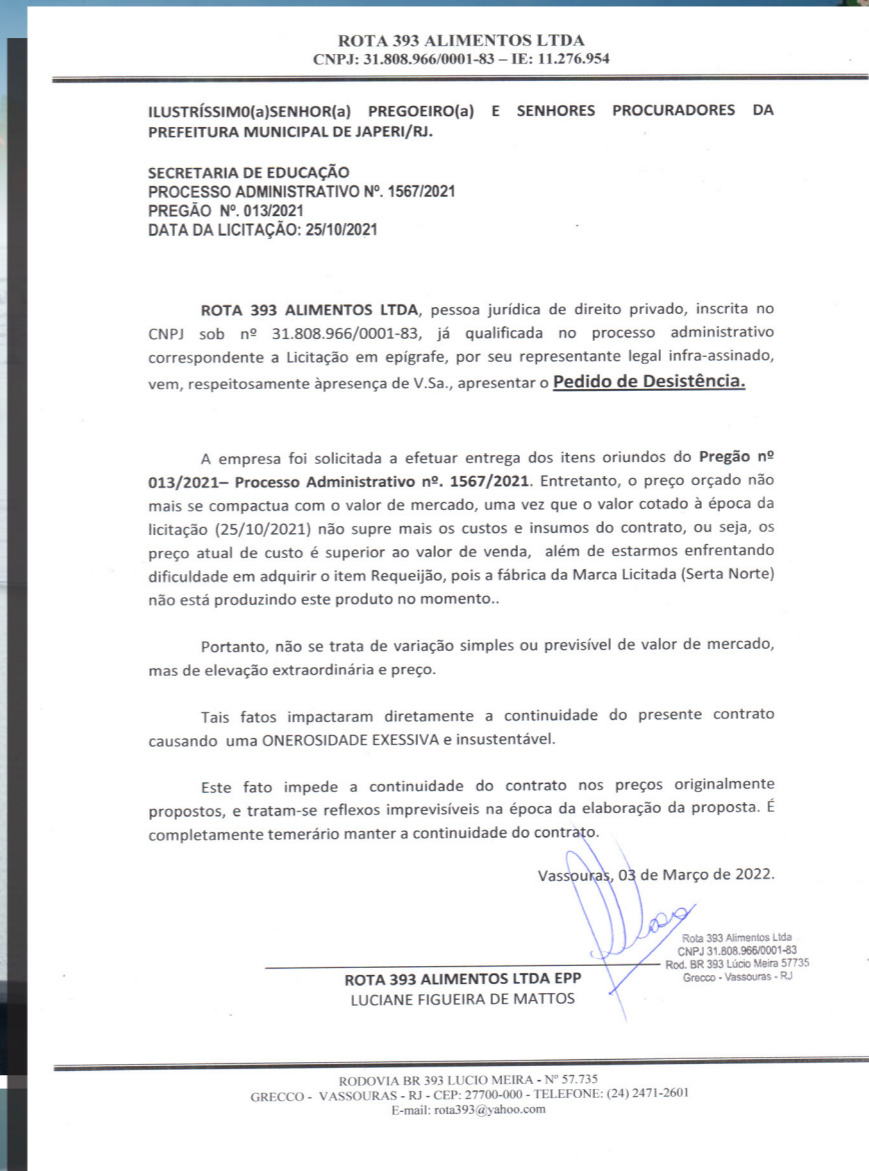 ROTA 393 ALIMENTOS LTDA
CNPJ: 31.808.966/0001-83 – IE: 11.276.954
ILUSTRÍSSIM0(a)SENHOR(a) PREGOEIRO(a) E SENHORES PROCURADORES DA
PREFEITURA MUNICIPAL DE JAPERI/RJ.
SECRETARIA DE EDUCAÇÃO
PROCESSO ADMINISTRATIVO Nº. 1567/2021
PREGÃO Nº. 013/2021
DATA DA LICITAÇÃO: 25/10/2021
ROTA 393 ALIMENTOS LTDA, pessoa jurídica de direito privado, inscrita no
CNPJ sob nº 31.808.966/0001-83, já qualificada no processo administrativo
correspondente a Licitação em epígrafe, por seu representante legal infra-assinado,
vem, respeitosamente àpresença de V.Sa., apresentar o Pedido de Desistência.
A empresa foi solicitada a efetuar entrega dos itens oriundos do Pregão nº
013/2021– Processo Administrativo nº. 1567/2021. Entretanto, o preço orçado não
mais se compactua com o valor de mercado, uma vez que o valor cotado à época da
licitação (25/10/2021) não supre mais os custos e insumos do contrato, ou seja, os
preço atual de custo é superior ao valor de venda, além de estarmos enfrentando
dificuldade em adquirir o item Requeijão, pois a fábrica da Marca Licitada (Serta Norte)
não está produzindo este produto no momento..
Portanto, não se trata de variação simples ou previsível de valor de mercado,
mas de elevação extraordinária e preço.
Tais fatos impactaram diretamente a continuidade do presente contrato
causando uma ONEROSIDADE EXESSIVA e insustentável.
Este fato impede a continuidade do contrato nos preços originalmente
propostos, e tratam-se reflexos imprevisíveis na época da elaboração da proposta. É
completamente temerário manter a continuidade do contrato.
Vassouras, 03 de Março de 2022.
Rota 393 Alimentos Ltda
CNPJ 31.808.966/0001-83
Rod. BR 393 Lúcio Meira 57735
Grecco - Vassouras - RJ
ROTA 393 ALIMENTOS LTDA EPP
LUCIANE FIGUEIRA DE MATTOS
RODOVIA BR 393 LUCIO MEIRA - Nº 57.735
GRECCO - VASSOURAS - RJ - CEP: 27700-000 - TELEFONE: (24) 2471-2601
E-mail: rota393@yahoo.com